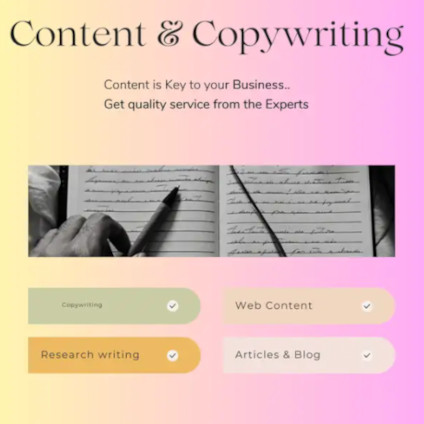 Content & Copywriting
Content is Key to your Business..
Get quality service from the Experts
Copywriting
Web Content
Research writing
Articles & Blog